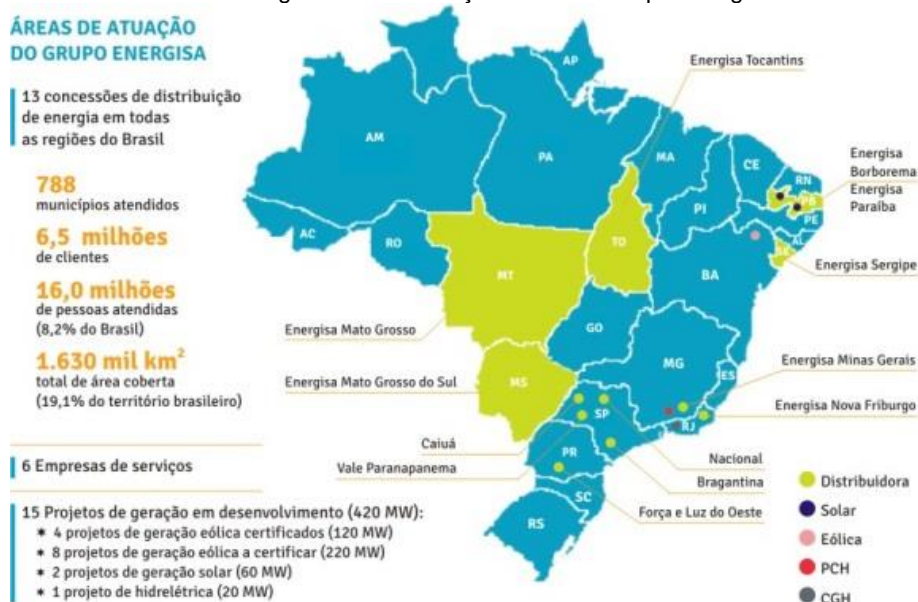 ÁREAS DE ATUAÇÃO
DO GRUPO ENERGISA
13 concessões de distribuição
de energia em todas
as regiões do Brasil
788
municípios atendidos
6,5 milhões
de clientes
16,0 milhões
de pessoas atendidas
(8,2% do Brasil)
1.630 mil km²
total de área coberta
(19,1% do território brasileiro)
6 Empresas de serviços
15 Projetos de geração em desenvolvimento (420 MW):
* 4 projetos de geração eólica certificados (120 MW)
* 8 projetos de geração eólica a certificar (220 MW)
* 2 projetos de geração solar (60 MW)
* 1 projeto de hidrelétrica (20 MW)
Energisa Tocantins
Energisa
Borborema
Energisa
Paraíba
Energisa Sergipe
Energisa Minas Gerais
Energisa Nova Friburgo
Energisa Mato Grosso
Energisa Mato Grosso do Sul
Caiuá
Vale Paranapanema
Nacional
Bragantina
Força e Luz do Oeste
AP
AM
PA
MA
CE
RN
PB
PE
AL
PI
AC
RO
MT
TO
BA
GO
MG
ES
MS
SP
RJ
PR
SC
RS
Distribuidora
Solar
Eólica
PCH
CGH